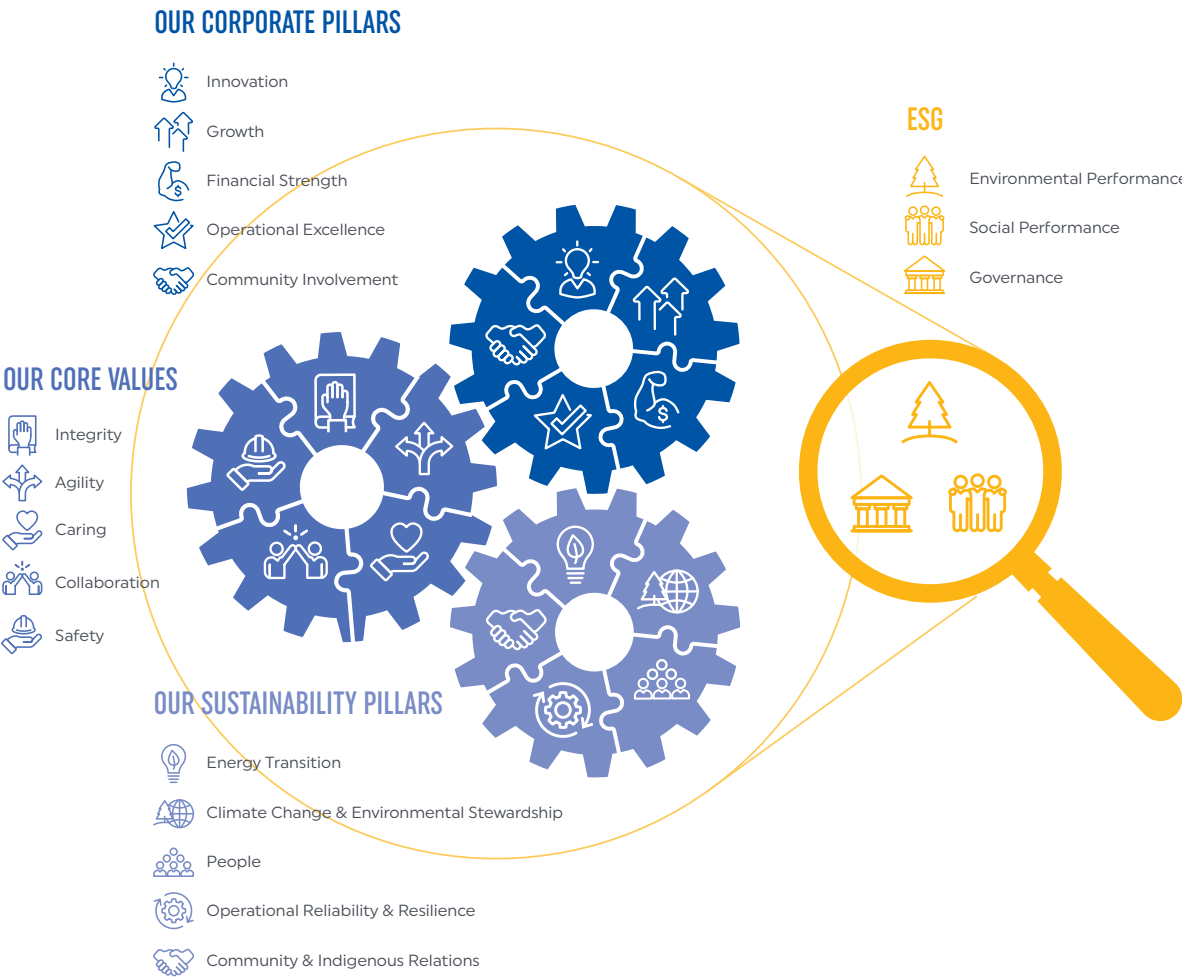 OUR CORPORATE PILLARS
Innovation
Growth
Financial Strength
Operational Excellence
Community Involvement
ESG
Environmental Performance
Social Performance
Governance
OUR CORE VALUES
Integrity
Agility
Caring
Collaboration
Safety
OUR SUSTAINABILITY PILLARS
Energy Transition
Climate Change & Environmental Stewardship
People
Operational Reliability & Resilience
Community & Indigenous Relations